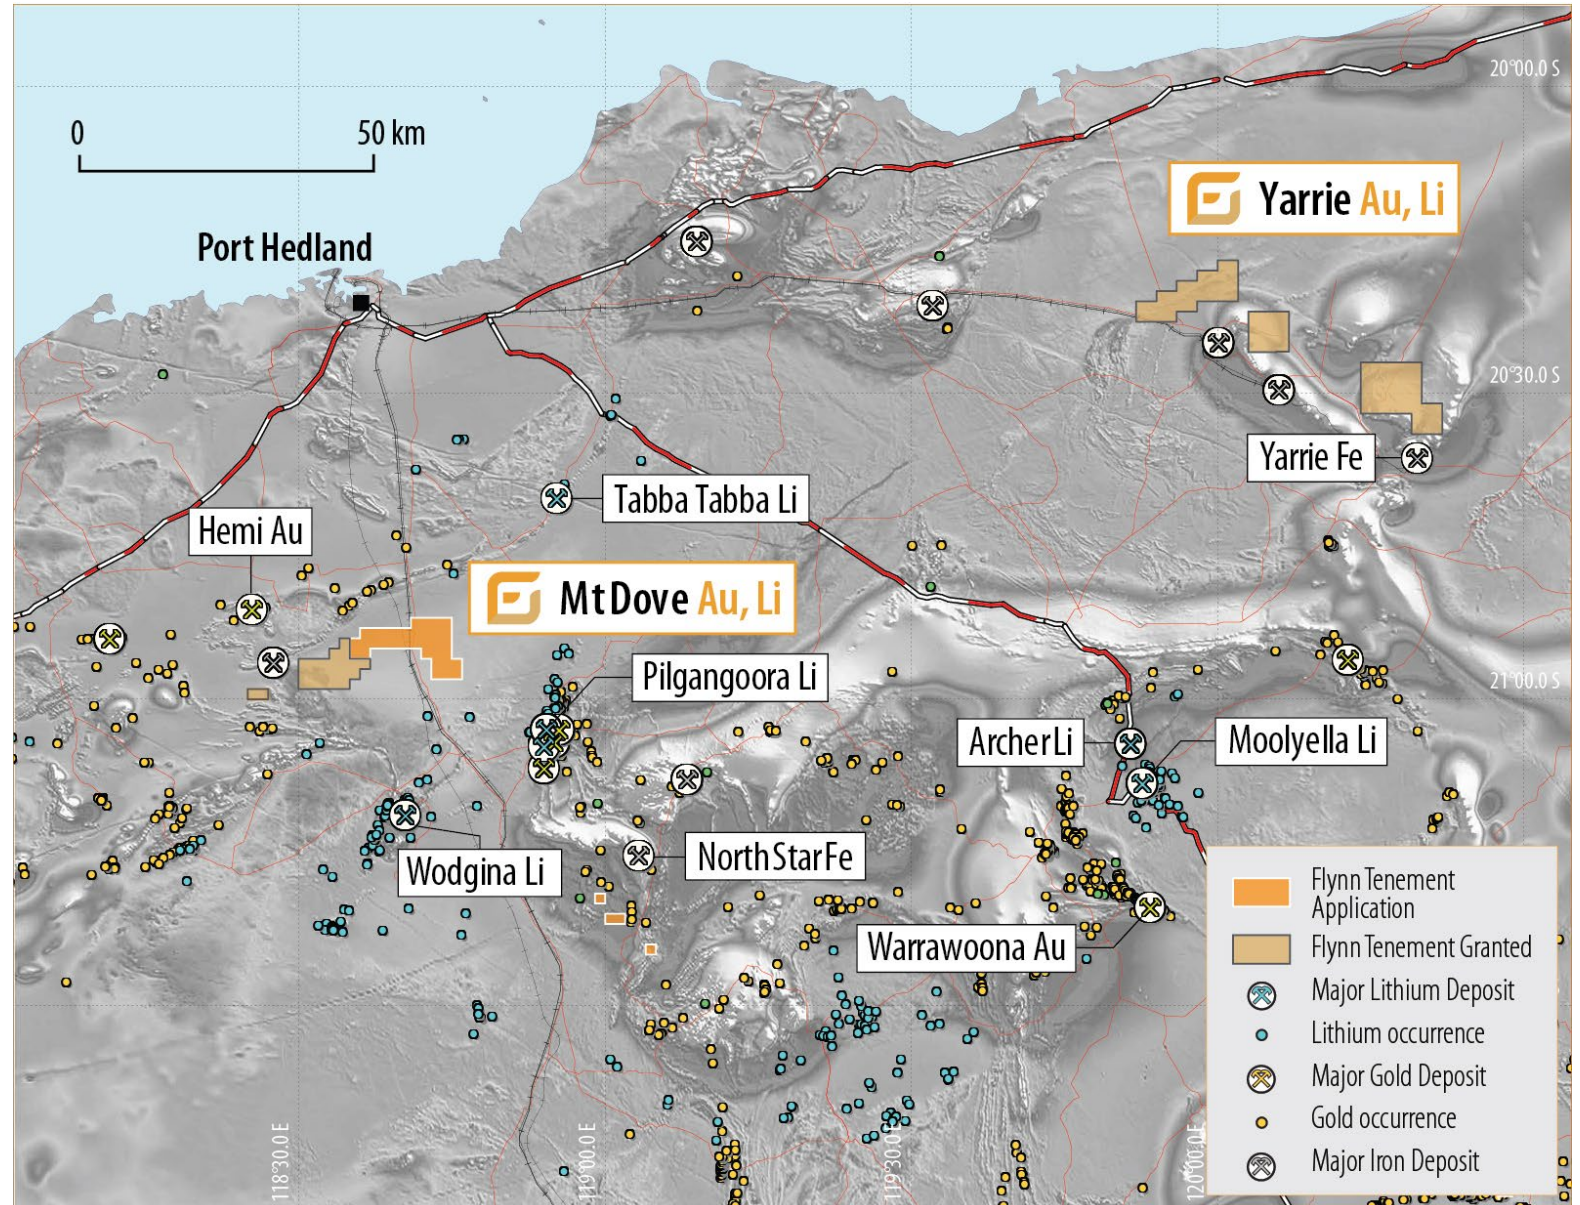 20°00.0 S
0 50 km
Yarrie Au, Li
Port Hedland
20°30.0 S
Yarrie Fe
Tabba Tabba Li
Hemi Au
Mt Dove Au, Li
Pilgangoora Li
21°00.0 S
Archer Li
Moolyella Li
North Star Fe
Wodgina Li
Warrawoona Au
Flynn Tenement
Application
Flynn Tenement Granted
Major Lithium Deposit
Lithium occurrence
Major Gold Deposit
Gold occurrence
Major Iron Deposit
118°30.0 E
119°00.0 E
119°30.0 E
120°00.0 E